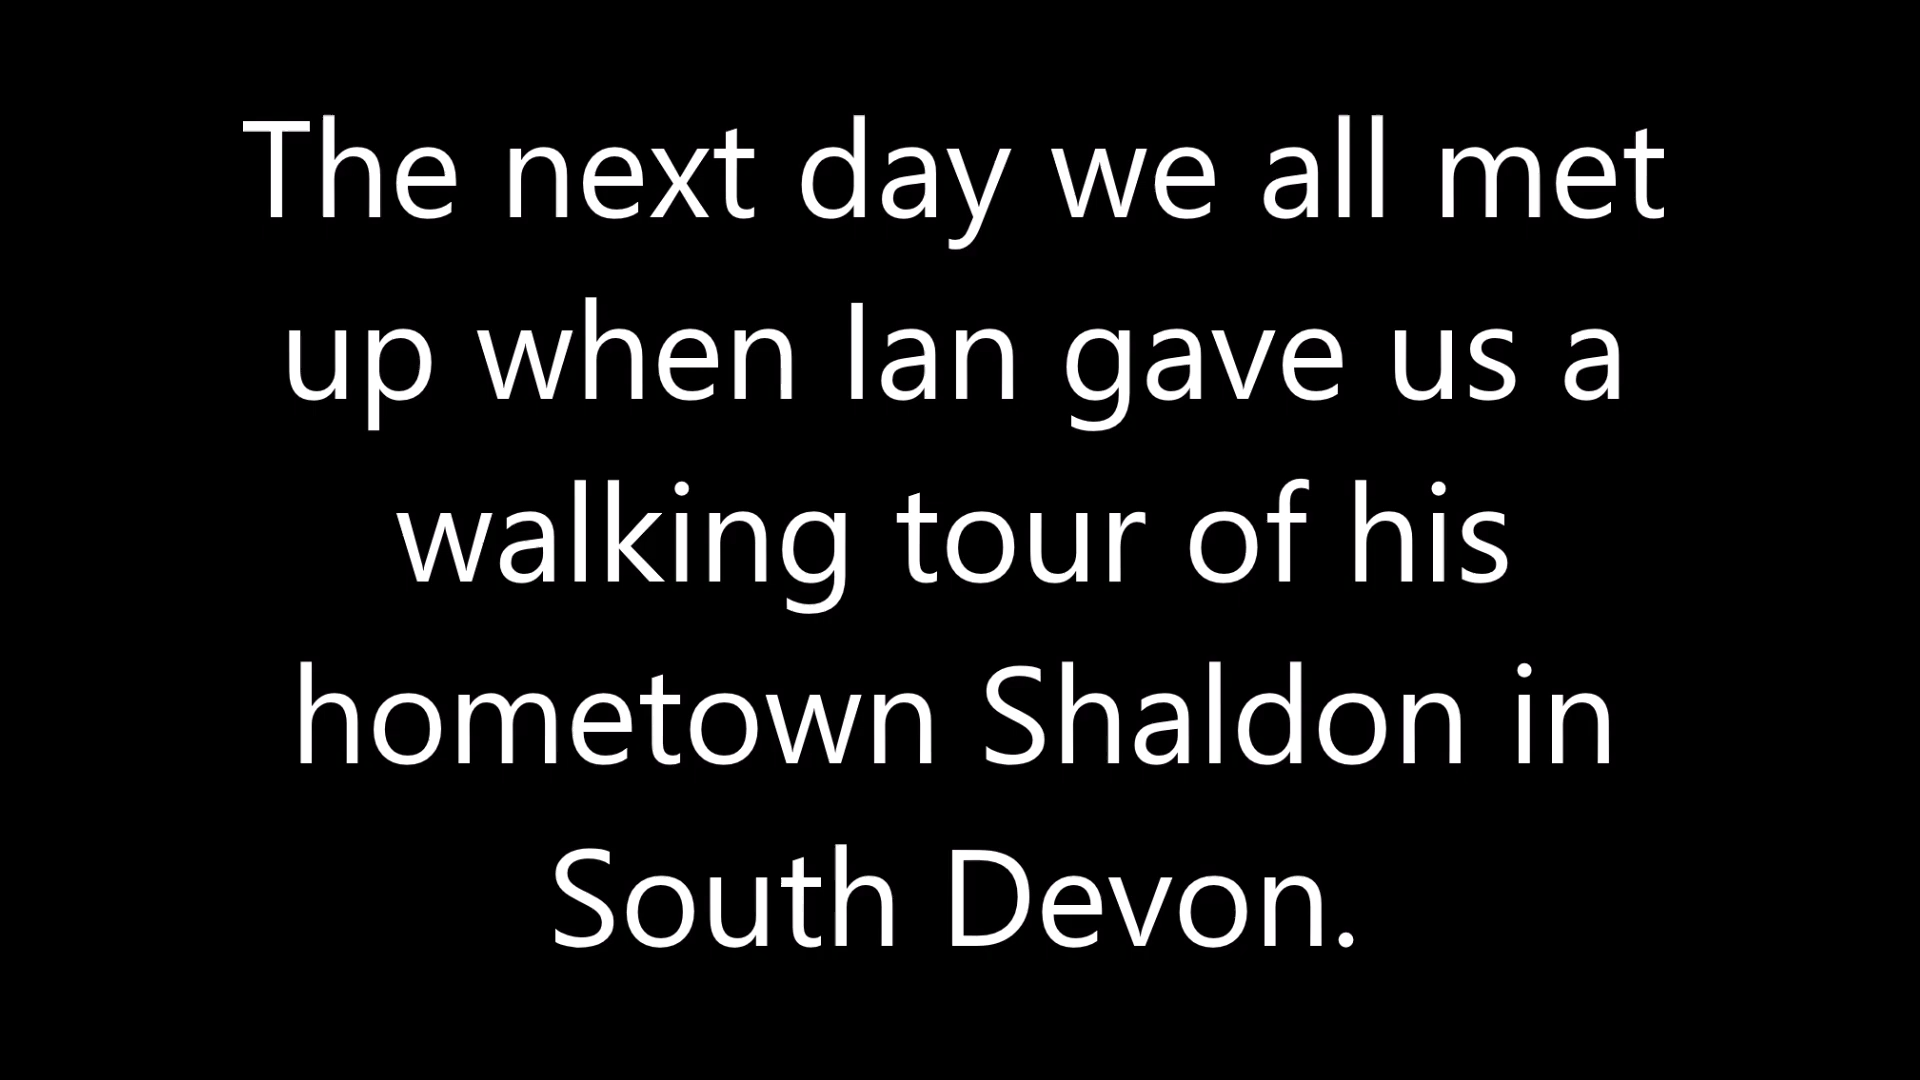 The next day we all met
up when Ian gave us a
walking tour of his
hometown Shaldon in
South Devon.